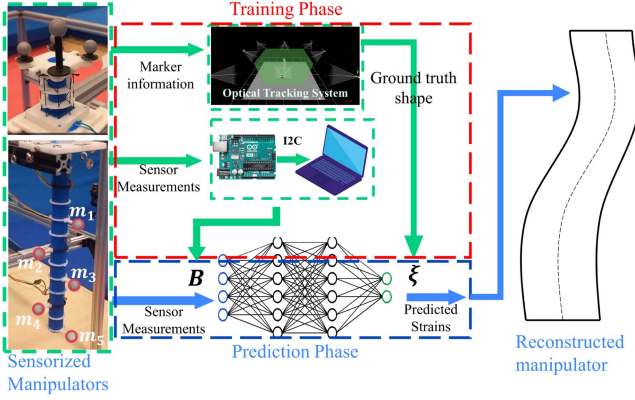 Training Phase
Marker
information
Optical Tracking System
Ground truth
shape
I2C
Sensor
Measurements
m1
m2
m3
m4
m5
B
ξ
Sensor
Measurements
Predicted
Strains
Prediction Phase
Sensorized
Manipulators
Reconstructed
manipulator